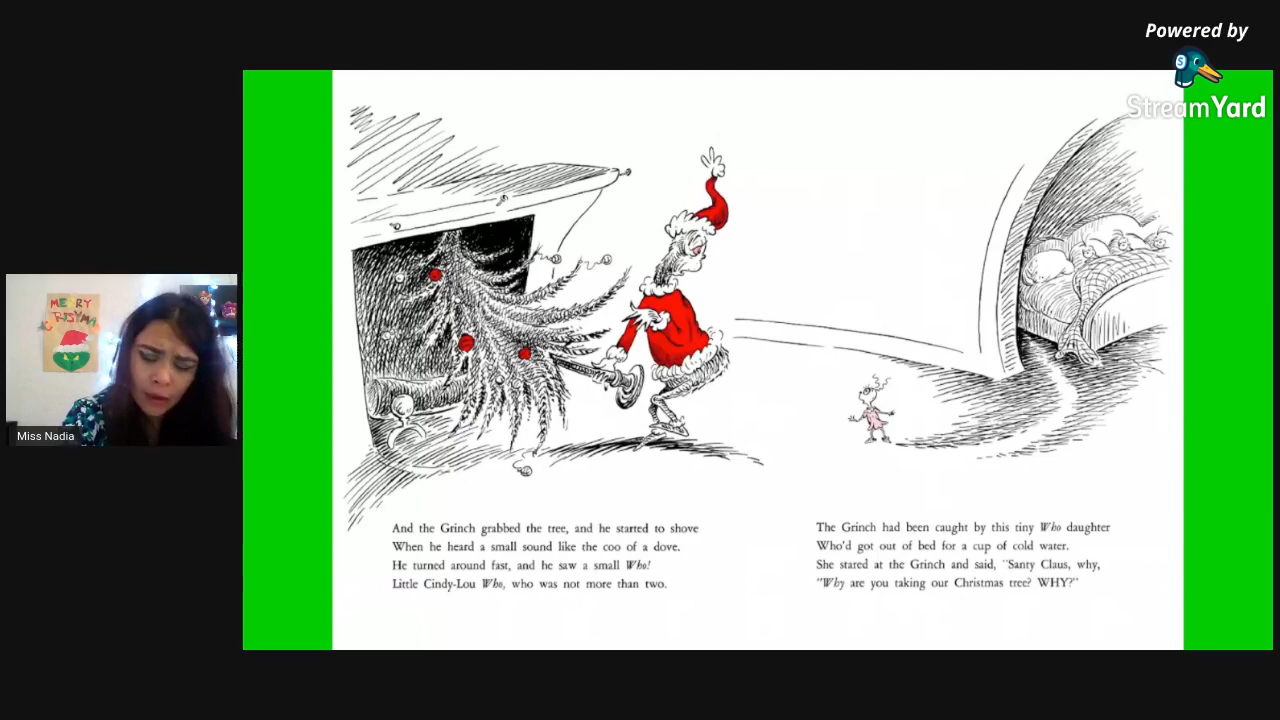 Powered by
StreamYard
MERRY
Miss Nadia
And the Grinch grabbed the tree, and he started to shove
When he heard a small sound like the coo of a dove.
He turned around fast, and he saw a small Who!
Little Cindy-Lou Who, who was not more than two.
The Grinch had been caught by this tiny Who daughter
Who'd got out of bed for a cup of cold water.
She stared at the Grinch and said, "Santy Claus, why,
"Why are you taking our Christmas tree? WHY?"